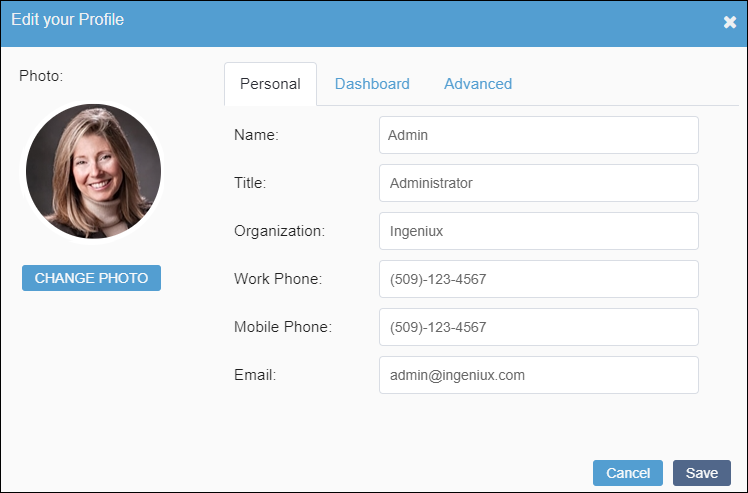 Edit your Profile
Photo:
Personal Dashboard Advanced
Name: Admin
Title: Administrator
Organization: Ingeniux
Work Phone: (509)-123-4567
Mobile Phone: (509)-123-4567
Email: admin@ingeniux.com
CHANGE PHOTO
Cancel Save